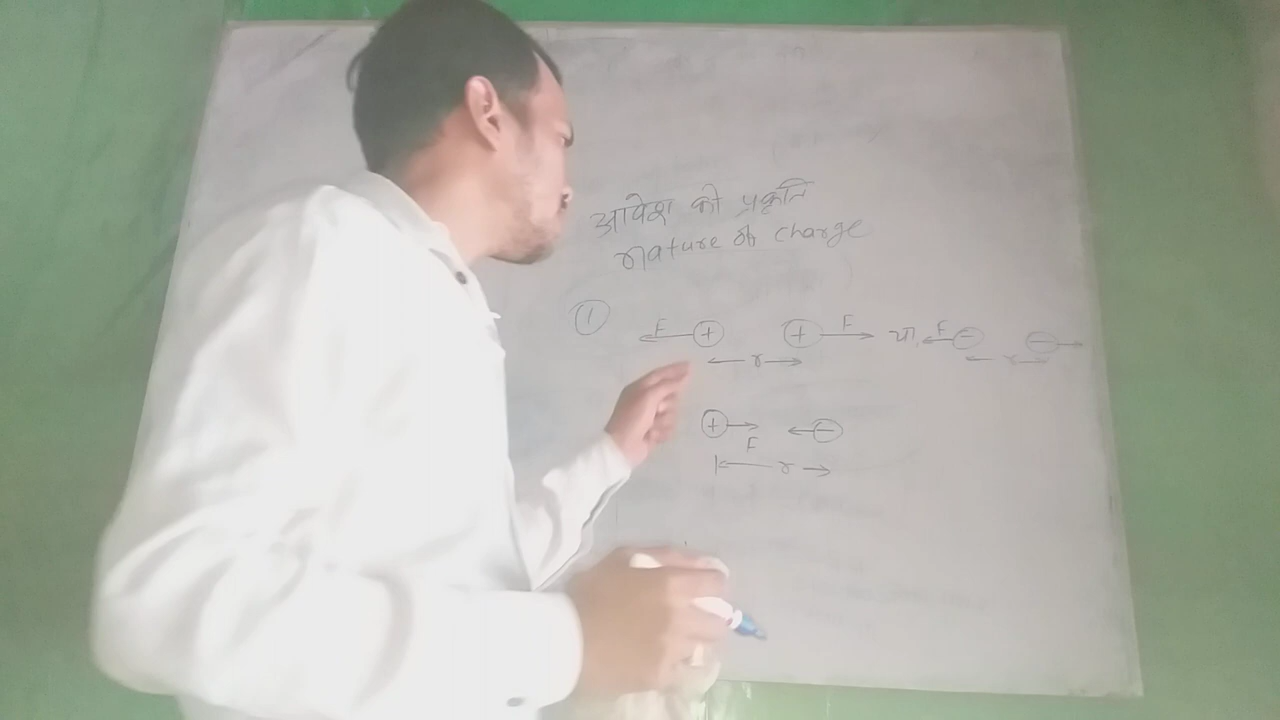 आवेश की प्रकृति
nature of charge
① F ⊕ ⊕ F या F ⊖ ⊖
r r
⊕ ⊖
F
r